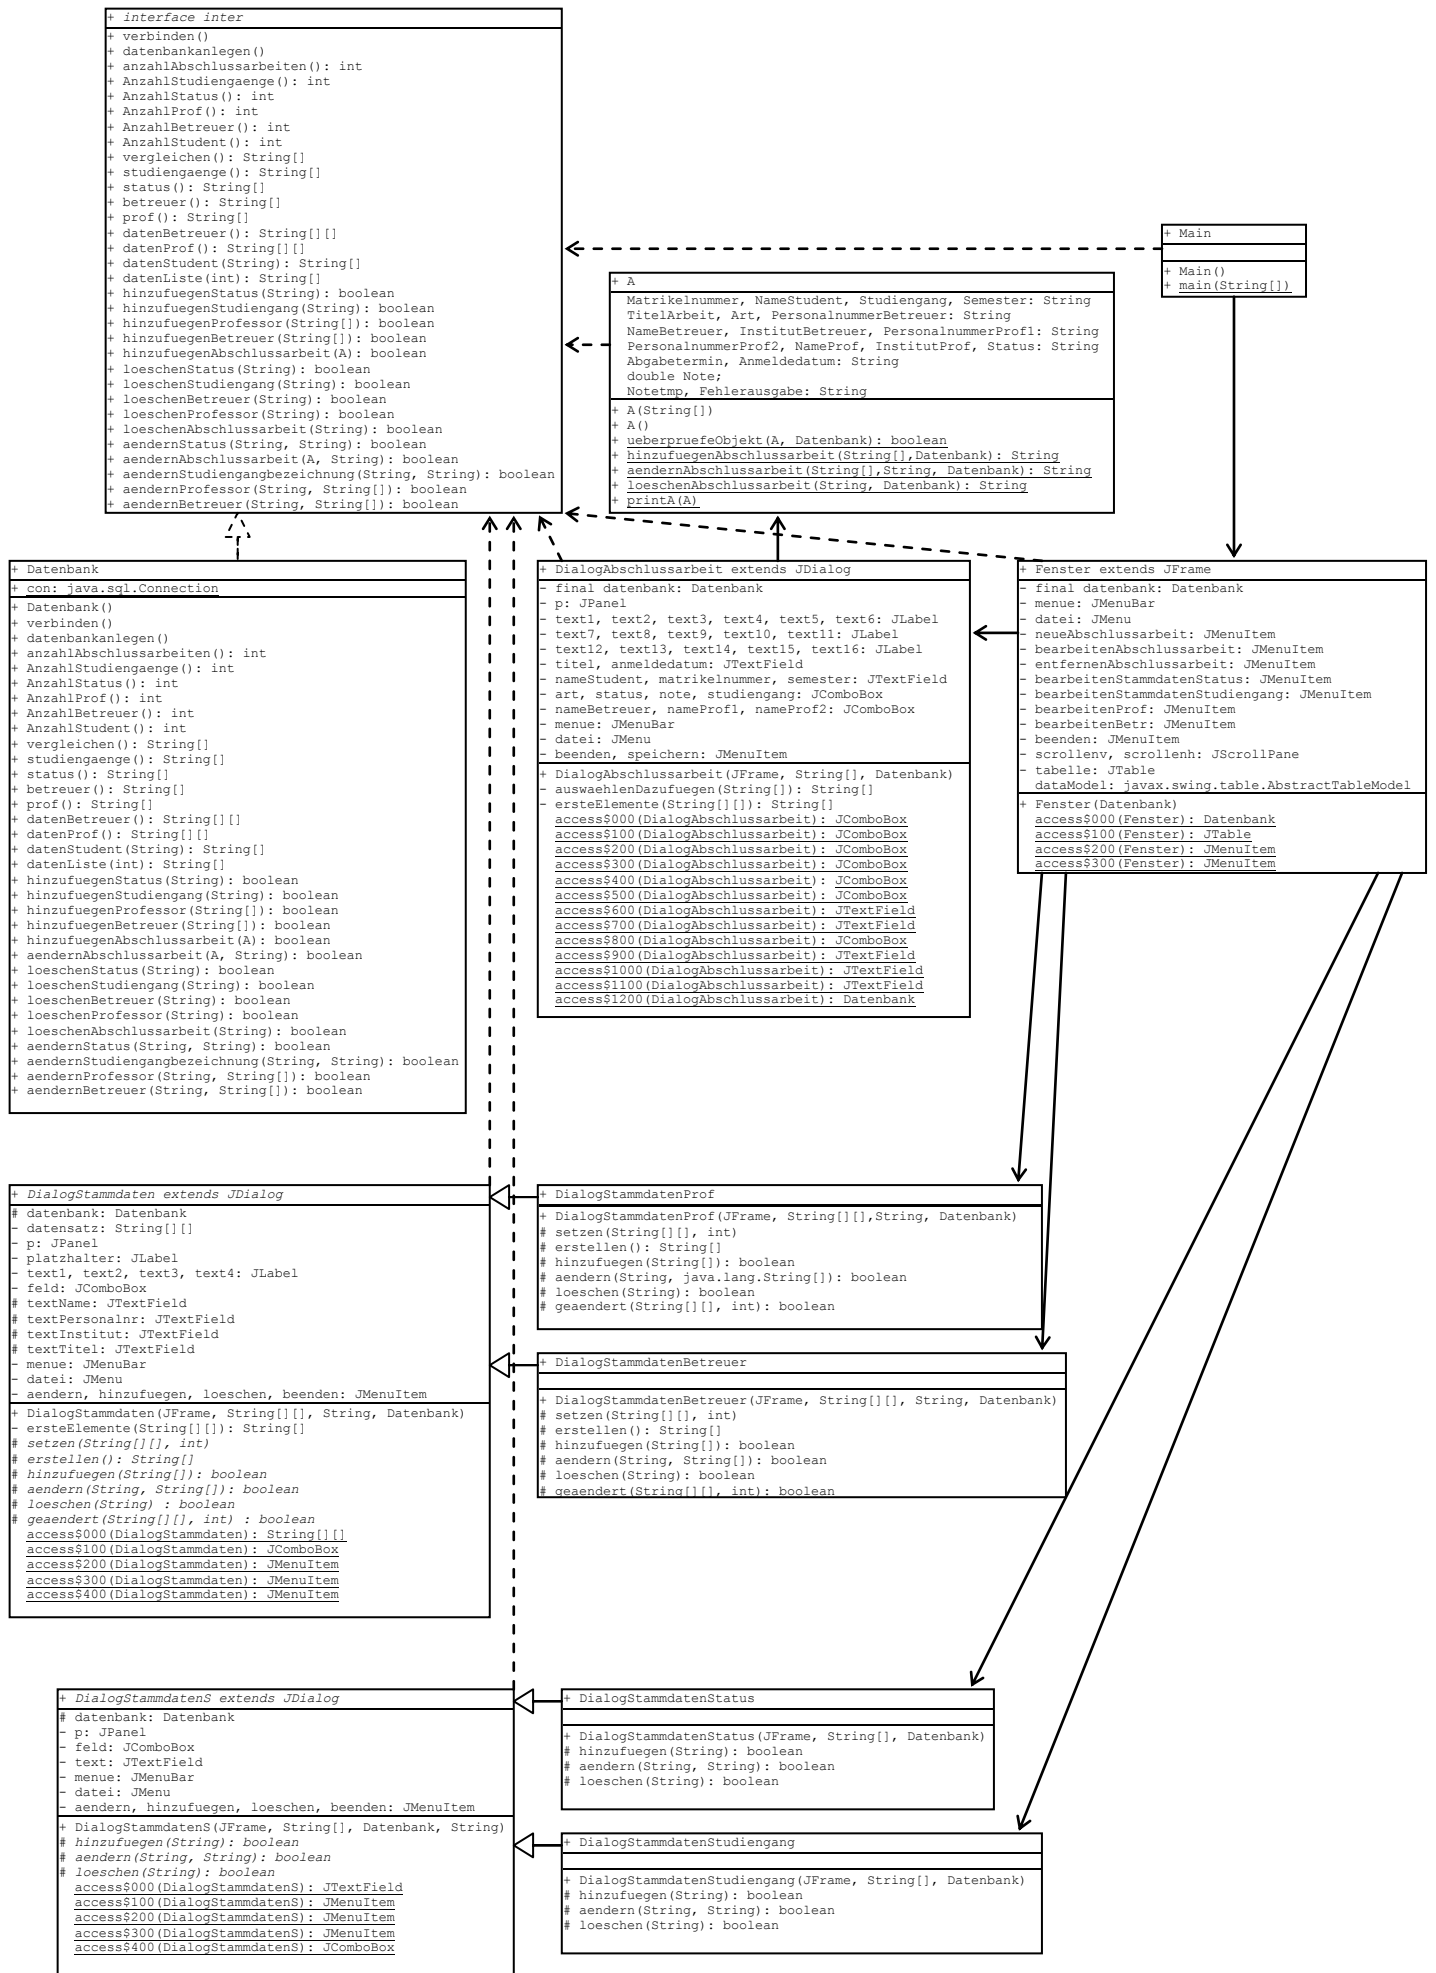 + interface inter
+ verbinden()
+ datenbankanlegen()
+ anzahlAbschlussarbeiten(): int
+ AnzahlStudiengaenge(): int
+ AnzahlStatus(): int
+ AnzahlProf(): int
+ AnzahlBetreuer(): int
+ AnzahlStudent(): int
+ vergleichen(): String[]
+ studiengaenge(): String[]
+ status(): String[]
+ betreuer(): String[]
+ prof(): String[]
+ datenBetreuer(): String[][]
+ datenProf(): String[][]
+ datenStudent(String): String[]
+ datenListe(int): String[]
+ hinzufuegenStatus(String): boolean
+ hinzufuegenStudiengang(String): boolean
+ hinzufuegenProfessor(String[]): boolean
+ hinzufuegenBetreuer(String[]): boolean
+ hinzufuegenAbschlussarbeit(A): boolean
+ loeschenStatus(String): boolean
+ loeschenStudiengang(String): boolean
+ loeschenBetreuer(String): boolean
+ loeschenProfessor(String): boolean
+ loeschenAbschlussarbeit(String): boolean
+ aendernStatus(String, String): boolean
+ aendernAbschlussarbeit(A, String): boolean
+ aendernStudiengangbezeichnung(String, String): boolean
+ aendernProfessor(String, String[]): boolean
+ aendernBetreuer(String, String[]): boolean
+ Main
+ Main()
+ main(String[])
+ A
Matrikelnummer, NameStudent, Studiengang, Semester: String
TitelArbeit, Art, PersonalnummerBetreuer: String
NameBetreuer, InstitutBetreuer, PersonalnummerProf1: String
PersonalnummerProf2, NameProf, InstitutProf, Status: String
Abgabetermin, Anmeldedatum: String
double Note;
Notetmp, Fehlerausgabe: String
+ A(String[])
+ A()
+ ueberpruefeObjekt(A, Datenbank): boolean
+ hinzufuegenAbschlussarbeit(String[],Datenbank): String
+ aendernAbschlussarbeit(String[],String, Datenbank): String
+ loeschenAbschlussarbeit(String, Datenbank): String
+ printA(A)
+ Datenbank
+ con: java.sql.Connection
+ Datenbank()
+ verbinden()
+ datenbankanlegen()
+ anzahlAbschlussarbeiten(): int
+ AnzahlStudiengaenge(): int
+ AnzahlStatus(): int
+ AnzahlProf(): int
+ AnzahlBetreuer(): int
+ AnzahlStudent(): int
+ vergleichen(): String[]
+ studiengaenge(): String[]
+ status(): String[]
+ betreuer(): String[]
+ prof(): String[]
+ datenBetreuer(): String[][]
+ datenProf(): String[][]
+ datenStudent(String): String[]
+ datenListe(int): String[]
+ hinzufuegenStatus(String): boolean
+ hinzufuegenStudiengang(String): boolean
+ hinzufuegenProfessor(String[]): boolean
+ hinzufuegenBetreuer(String[]): boolean
+ hinzufuegenAbschlussarbeit(A): boolean
+ aendernAbschlussarbeit(A, String): boolean
+ loeschenStatus(String): boolean
+ loeschenStudiengang(String): boolean
+ loeschenBetreuer(String): boolean
+ loeschenProfessor(String): boolean
+ loeschenAbschlussarbeit(String): boolean
+ aendernStatus(String, String): boolean
+ aendernStudiengangbezeichnung(String, String): boolean
+ aendernProfessor(String, String[]): boolean
+ aendernBetreuer(String, String[]): boolean
+ DialogAbschlussarbeit extends JDialog
- final datenbank: Datenbank
- p: JPanel
- text1, text2, text3, text4, text5, text6: JLabel
- text7, text8, text9, text10, text11: JLabel
- text12, text13, text14, text15, text16: JLabel
- titel, anmeldedatum: JTextField
- nameStudent, matrikelnummer, semester: JTextField
- art, status, note, studiengang: JComboBox
- nameBetreuer, nameProf1, nameProf2: JComboBox
- menue: JMenuBar
- datei: JMenu
- beenden, speichern: JMenuItem
+ DialogAbschlussarbeit(JFrame, String[], Datenbank)
- auswaehlenDazufuegen(String[]): String[]
- ersteElemente(String[][]): String[]
access$000(DialogAbschlussarbeit): JComboBox
access$100(DialogAbschlussarbeit): JComboBox
access$200(DialogAbschlussarbeit): JComboBox
access$300(DialogAbschlussarbeit): JComboBox
access$400(DialogAbschlussarbeit): JComboBox
access$500(DialogAbschlussarbeit): JComboBox
access$600(DialogAbschlussarbeit): JTextField
access$700(DialogAbschlussarbeit): JTextField
access$800(DialogAbschlussarbeit): JComboBox
access$900(DialogAbschlussarbeit): JTextField
access$1000(DialogAbschlussarbeit): JTextField
access$1100(DialogAbschlussarbeit): JTextField
access$1200(DialogAbschlussarbeit): Datenbank
+ Fenster extends JFrame
- final datenbank: Datenbank
- menue: JMenuBar
- datei: JMenu
- neueAbschlussarbeit: JMenuItem
- bearbeitenAbschlussarbeit: JMenuItem
- entfernenAbschlussarbeit: JMenuItem
- bearbeitenStammdatenStatus: JMenuItem
- bearbeitenStammdatenStudiengang: JMenuItem
- bearbeitenProf: JMenuItem
- bearbeitenBetr: JMenuItem
- beenden: JMenuItem
- scrollenv, scrollenh: JScrollPane
- tabelle: JTable
dataModel: javax.swing.table.AbstractTableModel
+ Fenster(Datenbank)
access$000(Fenster): Datenbank
access$100(Fenster): JTable
access$200(Fenster): JMenuItem
access$300(Fenster): JMenuItem
+ DialogStammdaten extends JDialog
# datenbank: Datenbank
- datensatz: String[][]
- p: JPanel
- platzhalter: JLabel
- text1, text2, text3, text4: JLabel
- feld: JComboBox
# textName: JTextField
# textPersonalnr: JTextField
# textInstitut: JTextField
# textTitel: JTextField
- menue: JMenuBar
- datei: JMenu
- aendern, hinzufuegen, loeschen, beenden: JMenuItem
+ DialogStammdaten(JFrame, String[][], String, Datenbank)
- ersteElemente(String[][]): String[]
# setzen(String[][], int)
# erstellen(): String[]
# hinzufuegen(String[]): boolean
# aendern(String, String[]): boolean
# loeschen(String) : boolean
# geaendert(String[][], int) : boolean
access$000(DialogStammdaten): String[][]
access$100(DialogStammdaten): JComboBox
access$200(DialogStammdaten): JMenuItem
access$300(DialogStammdaten): JMenuItem
access$400(DialogStammdaten): JMenuItem
+ DialogStammdatenProf
+ DialogStammdatenProf(JFrame, String[][],String, Datenbank)
# setzen(String[][], int)
# erstellen(): String[]
# hinzufuegen(String[]): boolean
# aendern(String, java.lang.String[]): boolean
# loeschen(String): boolean
# geaendert(String[][], int): boolean
+ DialogStammdatenBetreuer
+ DialogStammdatenBetreuer(JFrame, String[][], String, Datenbank)
# setzen(String[][], int)
# erstellen(): String[]
# hinzufuegen(String[]): boolean
# aendern(String, String[]): boolean
# loeschen(String): boolean
# geaendert(String[][], int): boolean
+ DialogStammdatenS extends JDialog
# datenbank: Datenbank
- p: JPanel
- feld: JComboBox
- text: JTextField
- menue: JMenuBar
- datei: JMenu
- aendern, hinzufuegen, loeschen, beenden: JMenuItem
+ DialogStammdatenS(JFrame, String[], Datenbank, String)
# hinzufuegen(String): boolean
# aendern(String, String): boolean
# loeschen(String): boolean
access$000(DialogStammdatenS): JTextField
access$100(DialogStammdatenS): JMenuItem
access$200(DialogStammdatenS): JMenuItem
access$300(DialogStammdatenS): JMenuItem
access$400(DialogStammdatenS): JComboBox
+ DialogStammdatenStatus
+ DialogStammdatenStatus(JFrame, String[], Datenbank)
# hinzufuegen(String): boolean
# aendern(String, String): boolean
# loeschen(String): boolean
+ DialogStammdatenStudiengang
+ DialogStammdatenStudiengang(JFrame, String[], Datenbank)
# hinzufuegen(String): boolean
# aendern(String, String): boolean
# loeschen(String): boolean